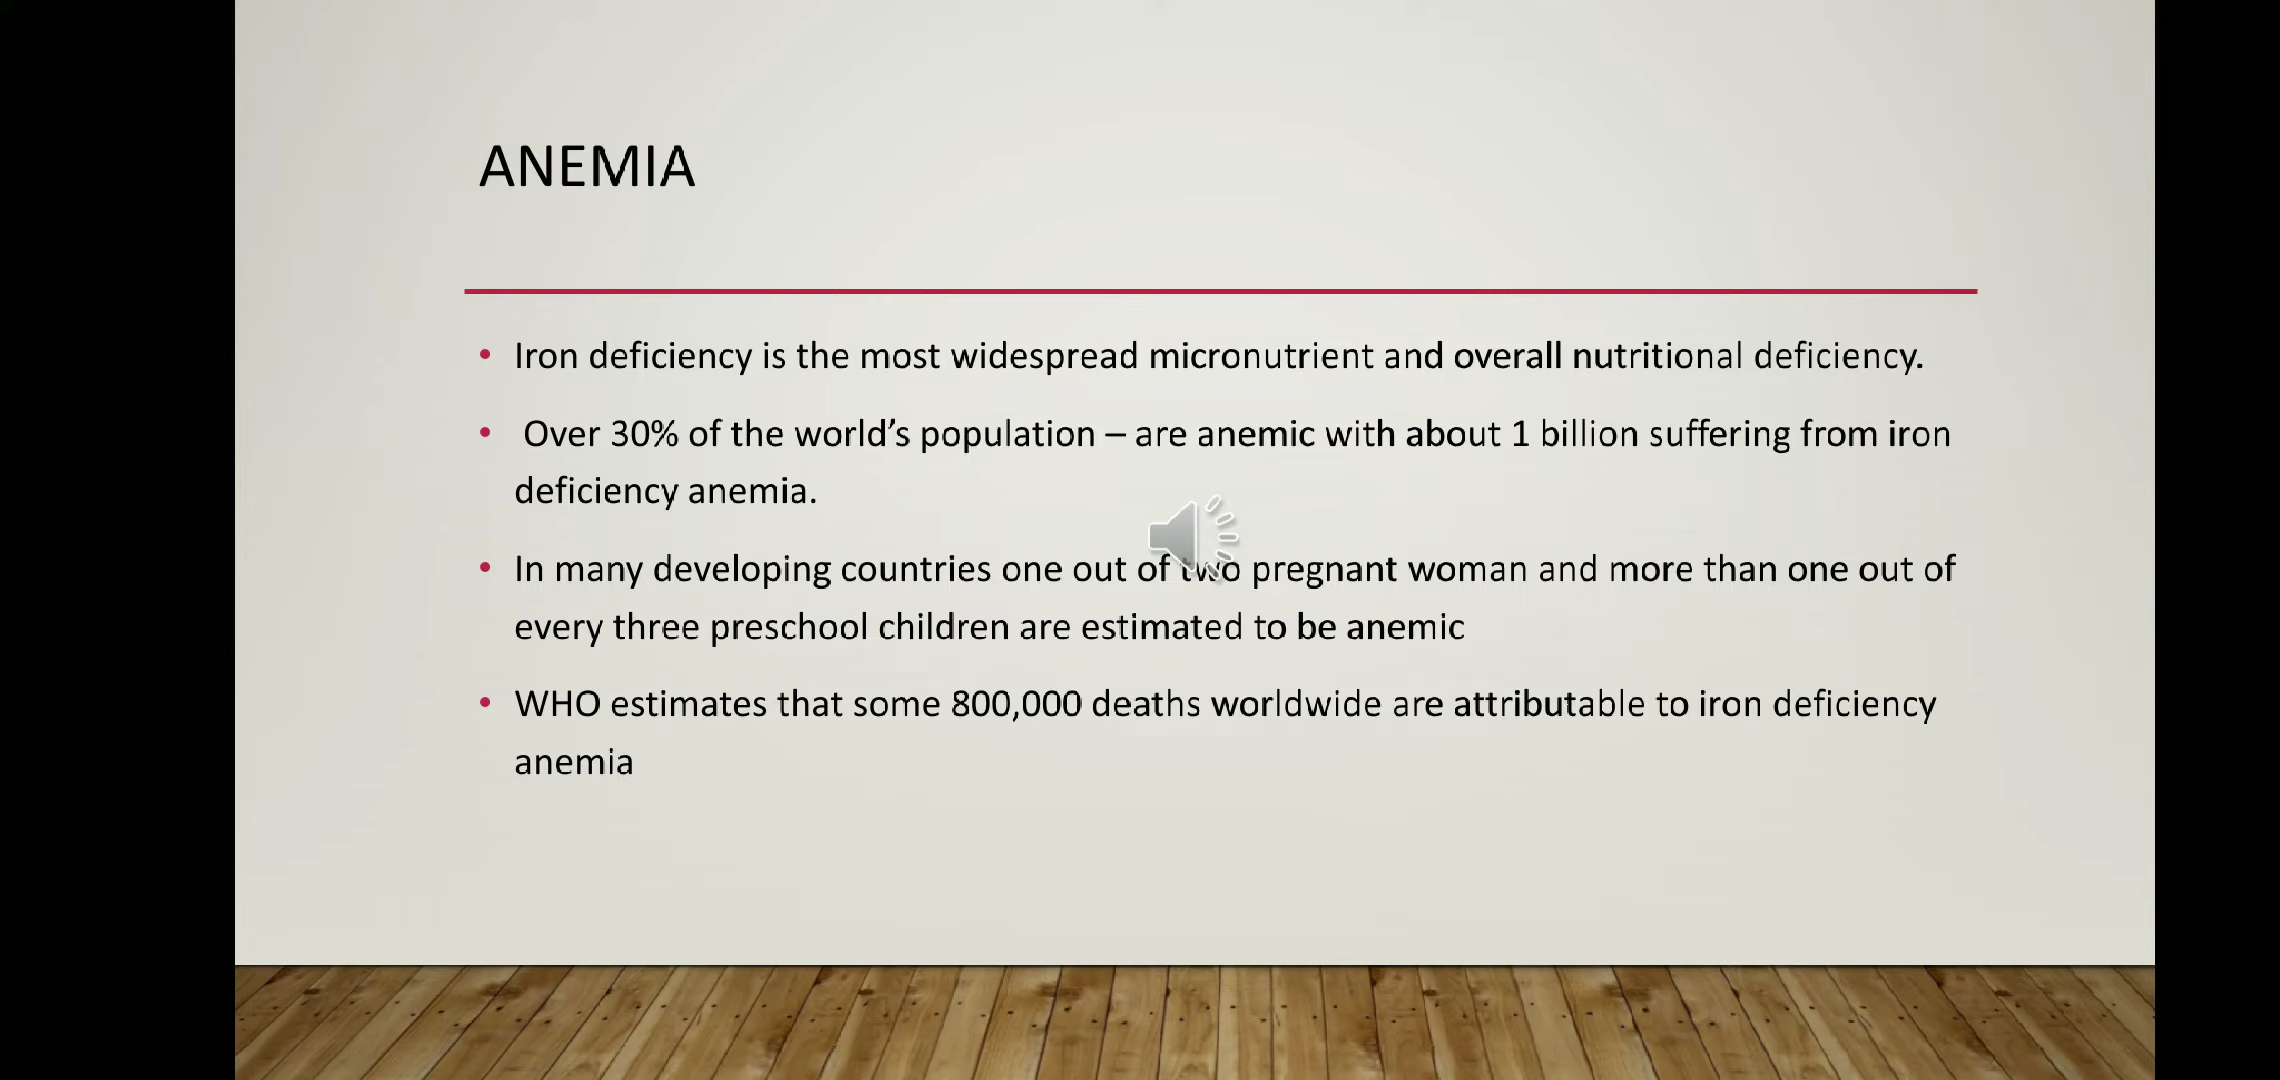 ANEMIA
• Iron deficiency is the most widespread micronutrient and overall nutritional deficiency.
• Over 30% of the world’s population – are anemic with about 1 billion suffering from iron
deficiency anemia.
• In many developing countries one out of two pregnant woman and more than one out of
every three preschool children are estimated to be anemic
• WHO estimates that some 800,000 deaths worldwide are attributable to iron deficiency
anemia